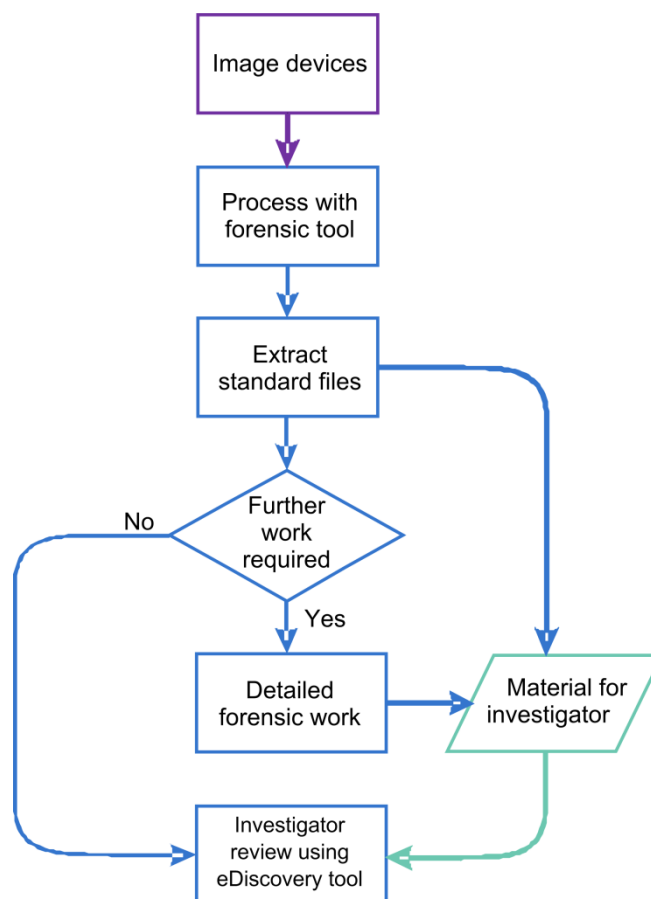 Image devices
Process with
forensic tool
Extract
standard files
Further
work
required
No
Yes
Detailed
forensic work
Material for
investigator
Investigator
review using
eDiscovery tool